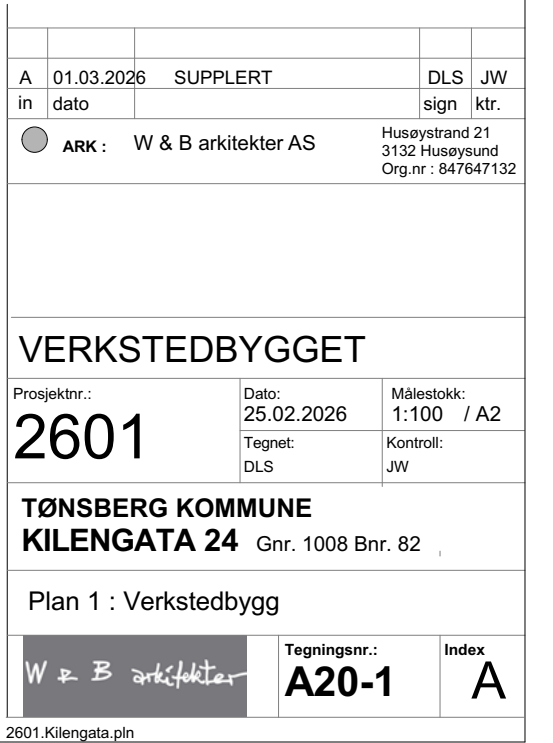 A 01.03.2026 SUPPLERT DLS JW
in dato sign ktr.
ARK : W & B arkitekter AS
Husøystrand 21
3132 Husøysund
Org.nr : 847647132
VERKSTEDBYGGET
Prosjektnr.:
2601
Dato:
25.02.2026
Målestokk:
1:100 / A2
Tegnet:
DLS
Kontroll:
JW
TØNSBERG KOMMUNE
KILENGATA 24 Gnr. 1008 Bnr. 82
Plan 1 : Verkstedbygg
W & B arkitekter
Tegningsnr.:
A20-1
Index
A
2601.Kilengata.pln